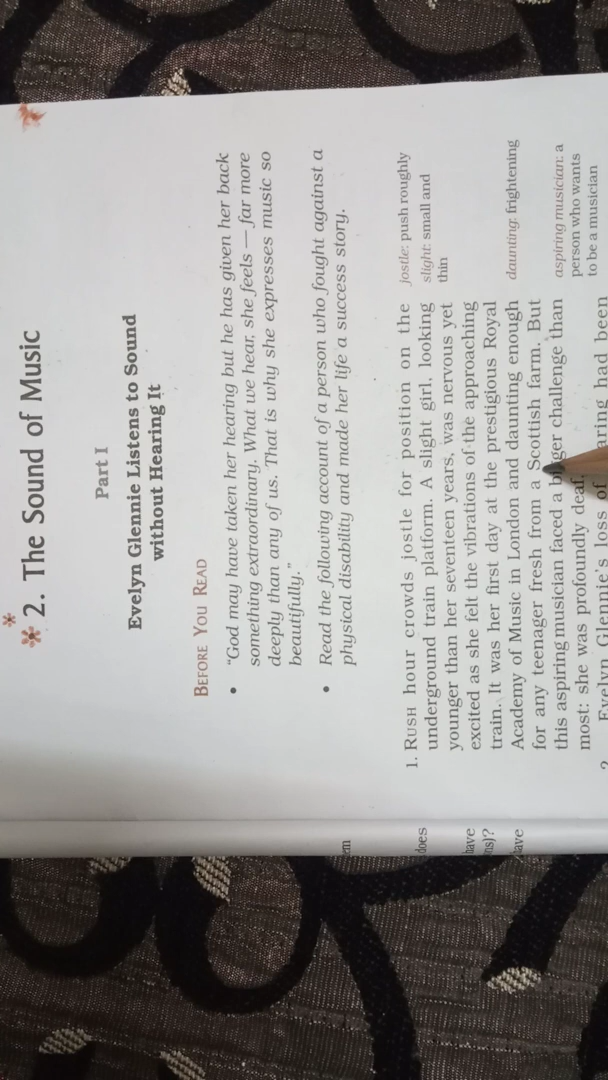 2. The Sound of Music
Part I
Evelyn Glennie Listens to Sound
without Hearing It
BEFORE YOU READ
• “God may have taken her hearing but he has given her back
something extraordinary. What we hear, she feels — far more
deeply than any of us. That is why she expresses music so
beautifully.”
• Read the following account of a person who fought against a
physical disability and made her life a success story.
1. RUSH hour crowds jostle for position on the
underground train platform. A slight girl, looking
younger than her seventeen years, was nervous yet
excited as she felt the vibrations of the approaching
train. It was her first day at the prestigious Royal
Academy of Music in London and daunting enough
for any teenager fresh from a Scottish farm. But
this aspiring musician faced a challenge than
most: she was profoundly deaf.
2. Evelyn Glennie's loss of had been
jostle: push roughly
slight: small and
thin
daunting: frightening
aspiring musician: a
person who wants
to be a musician
does
have